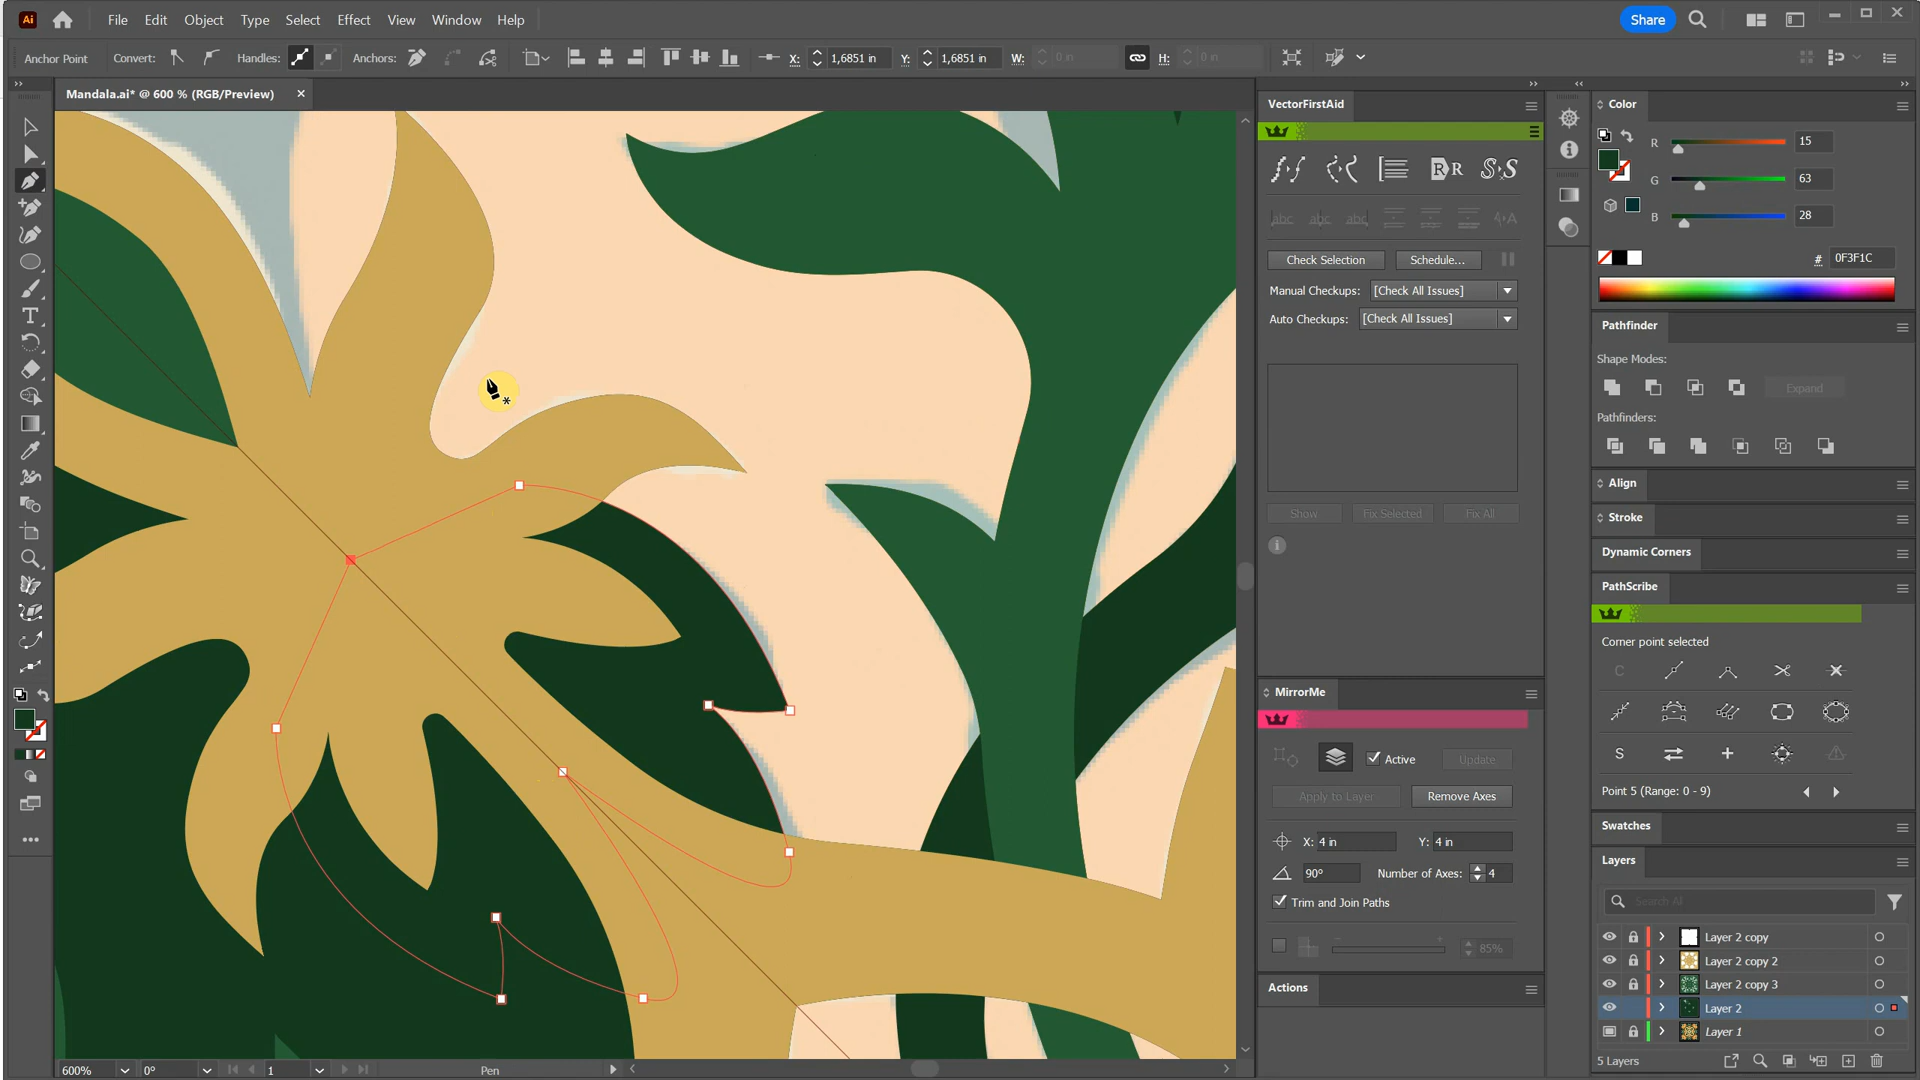 Ai File Edit Object Type Select Effect View Window Help Share
Anchor Point Convert: Handles: Anchors: X: 1,6851 in Y: 1,6851 in W: 0 in H: 0 in
Mandala.ai* @ 600 % (RGB/Preview) ×
VectorFirstAid
Check Selection Schedule...
Manual Checkups: [Check All Issues]
Auto Checkups: [Check All Issues]
Show Fix Selected Fix All
MirrorMe
Active Update
Apply to Layer Remove Axes
X: 4 in Y: 4 in
90° Number of Axes: 4
Trim and Join Paths
85%
Actions
Color
R 15
G 63
B 28
# 0F3F1C
Pathfinder
Shape Modes:
Expand
Pathfinders:
Align
Stroke
Dynamic Corners
PathScribe
Corner point selected
Point 5 (Range: 0 - 9)
Swatches
Layers
Search All
Layer 2 copy
Layer 2 copy 2
Layer 2 copy 3
Layer 2
Layer 1
5 Layers
600% 0° 1 Pen